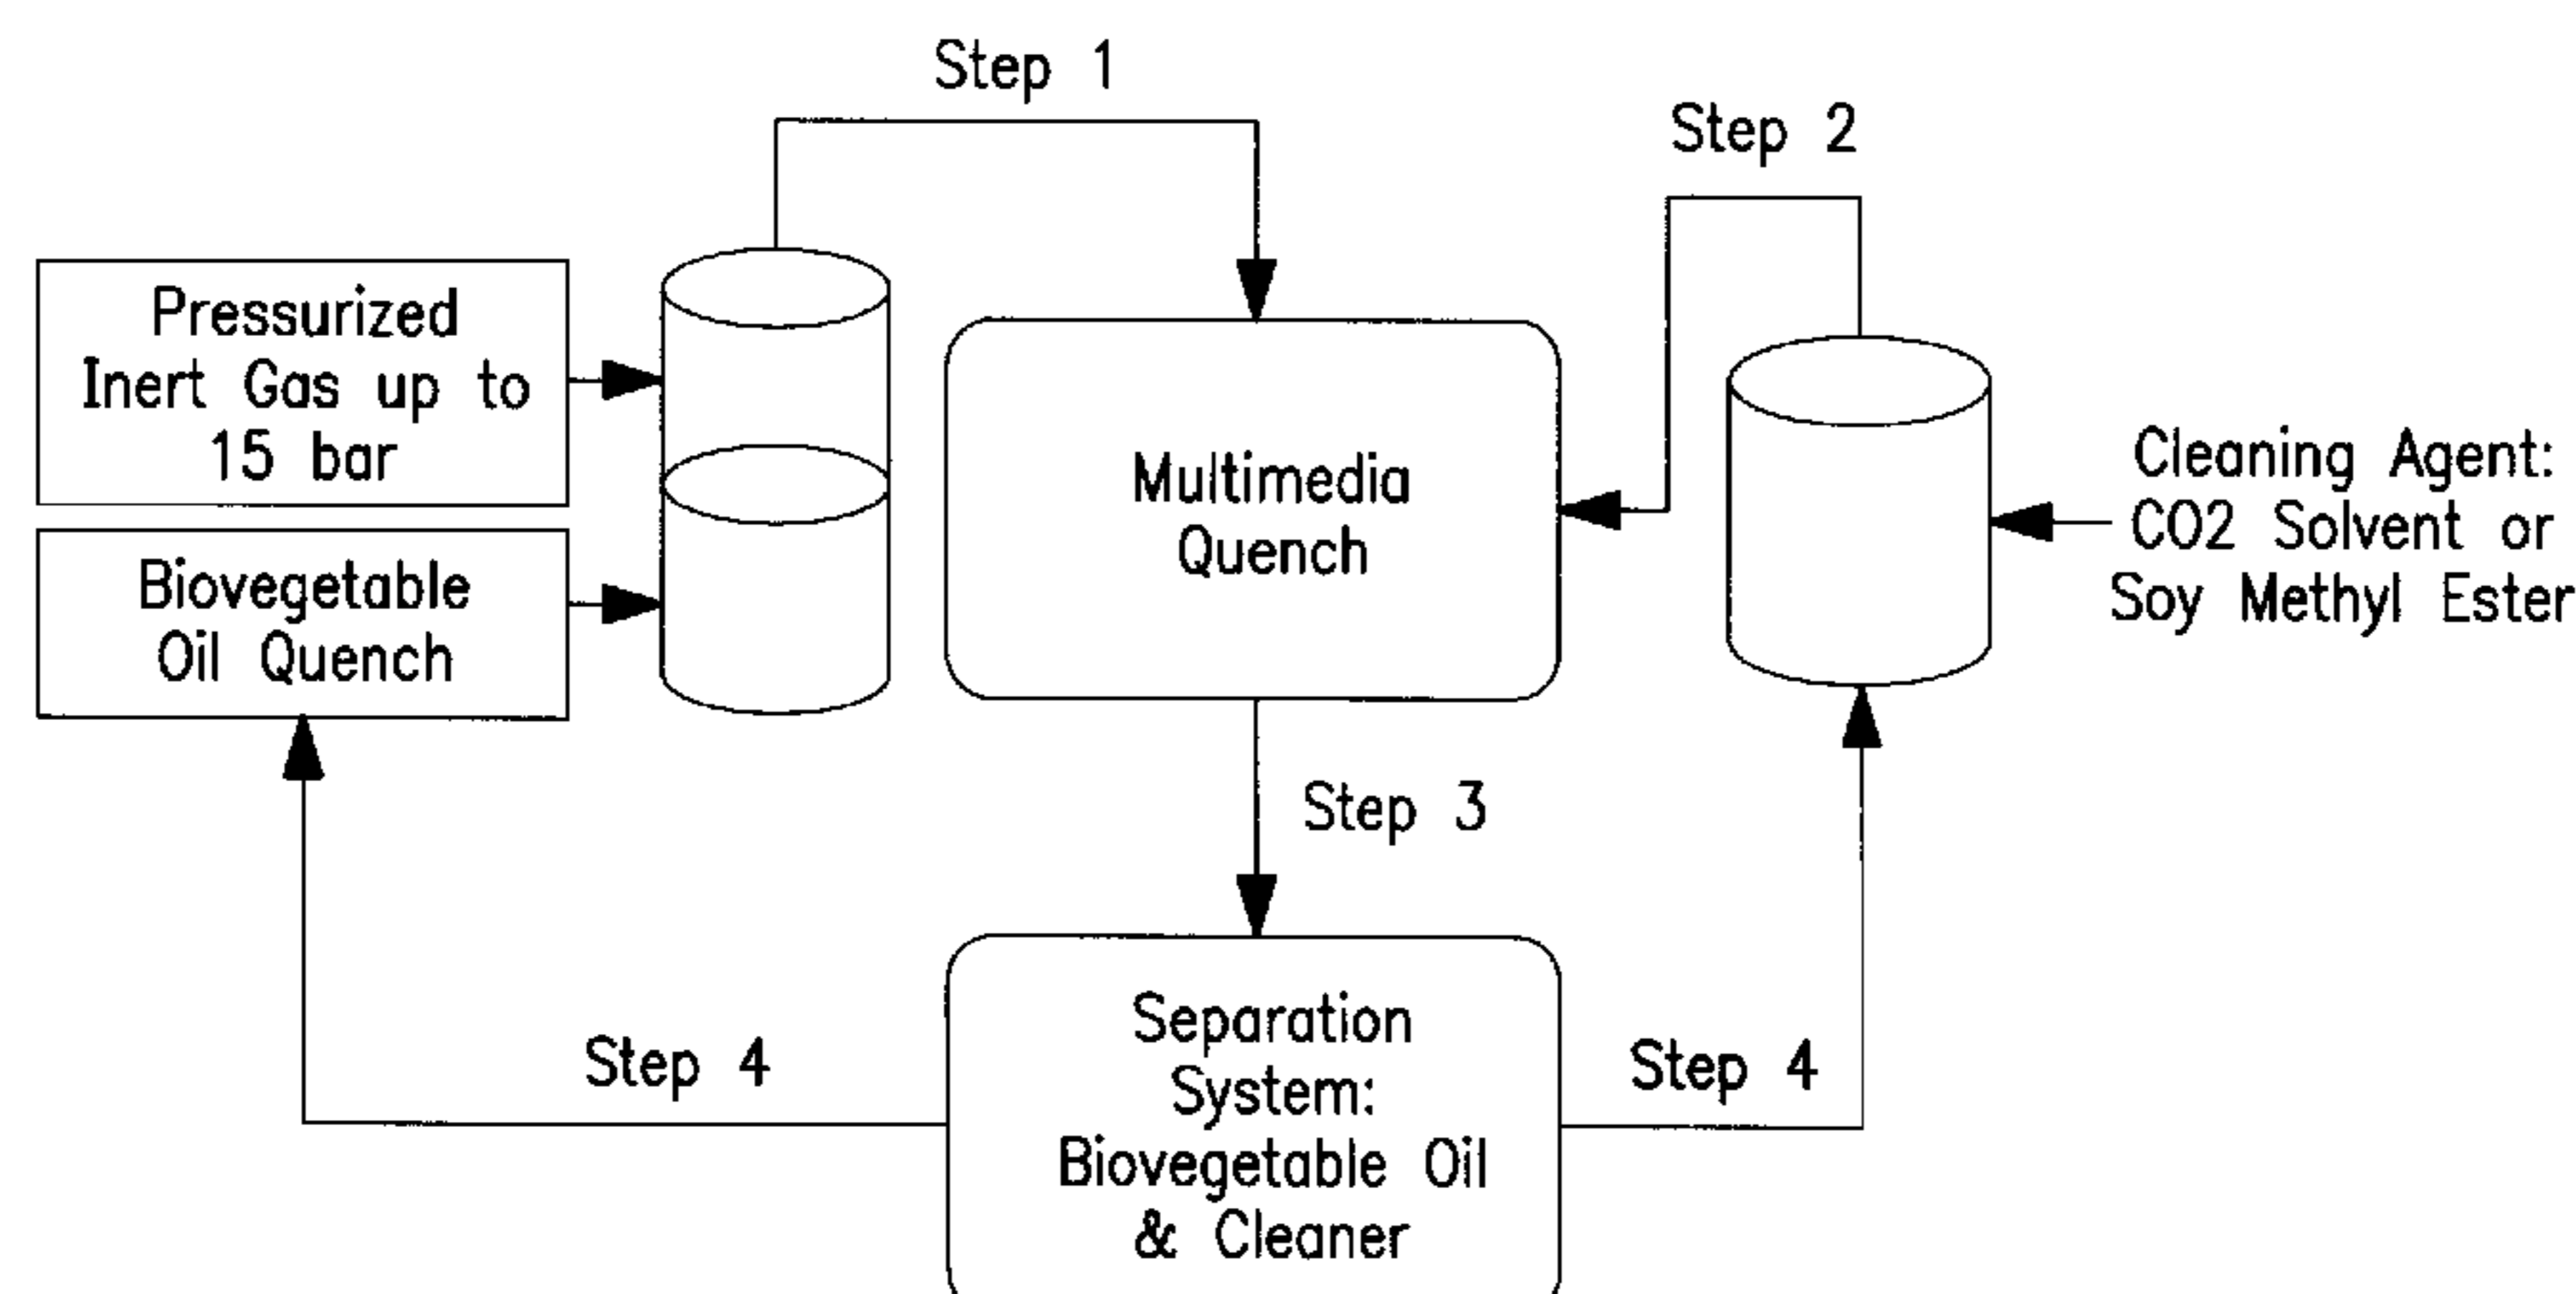 Step 1
Step 2
Pressurized
Inert Gas up to
15 bar
Biovegetable
Oil Quench
Multimedia
Quench
Cleaning Agent:
CO2 Solvent or
Soy Methyl Ester
Step 3
Step 4
Separation
System:
Biovegetable Oil
& Cleaner
Step 4